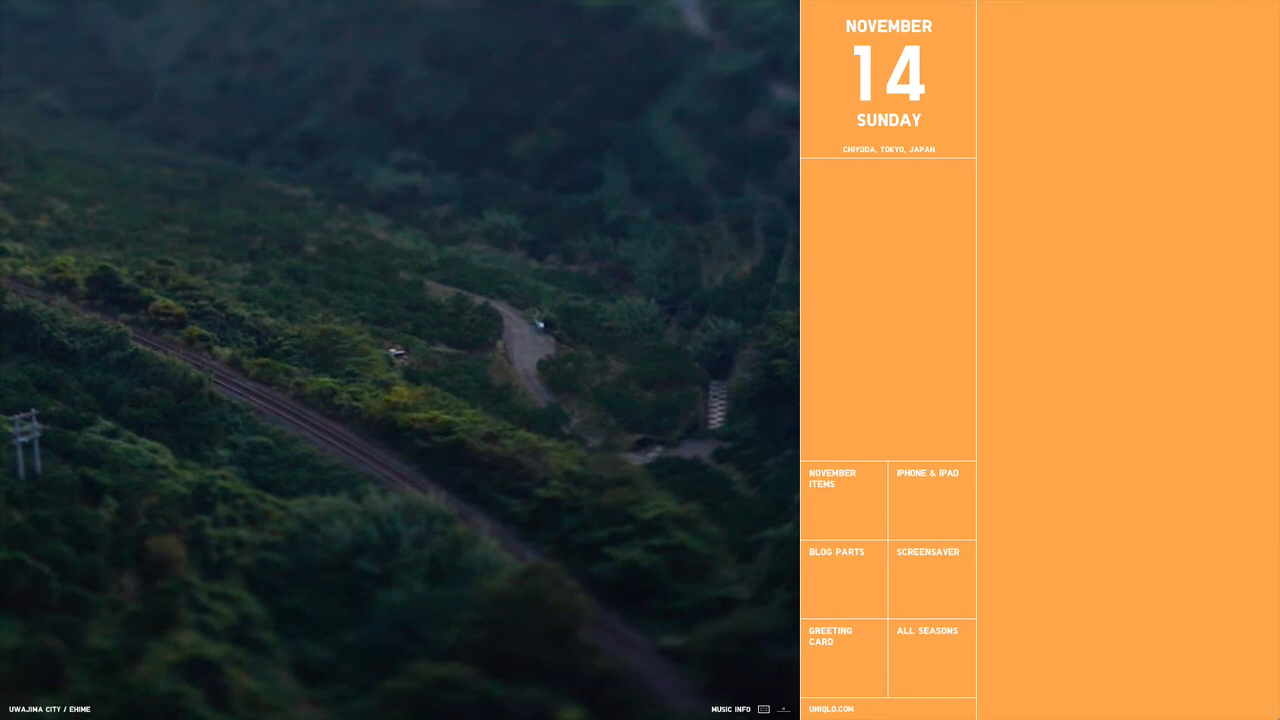 NOVEMBER
14
SUNDAY
CHIYODA, TOKYO, JAPAN
NOVEMBER
ITEMS
IPHONE & IPAD
BLOG PARTS
SCREENSAVER
GREETING
CARD
ALL SEASONS
UWAJIMA CITY / EHIME
MUSIC INFO
UNIQLO.COM